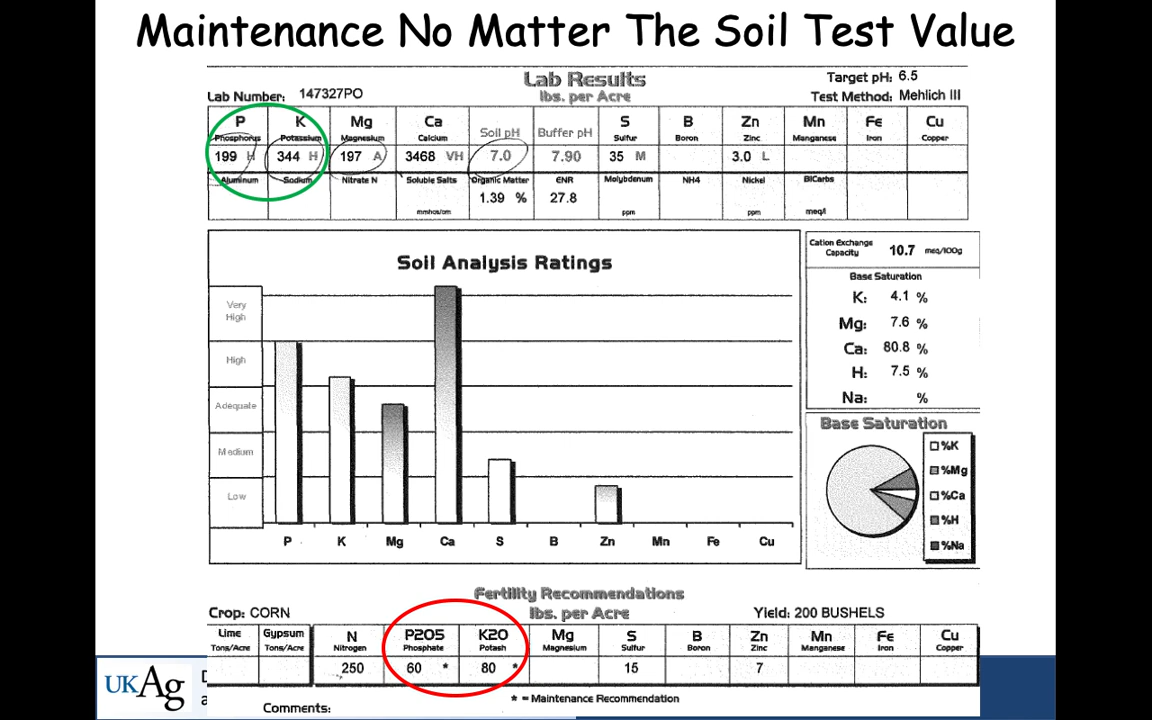 Maintenance No Matter The Soil Test Value
Lab Results
lbs. per Acre
Target pH: 6.5
Lab Number: 147327PO
Test Method: Mehlich III
P K Mg Ca Soil pH Buffer pH S B Zn Mn Fe Cu
Phosphorus Potassium Magnesium Calcium Sulfur Boron Zinc Manganese Iron Copper
199 H 344 H 197 A 3468 VH 7.0 7.90 35 M 3.0 L
Aluminum Sodium Nitrate N Soluble Salts Organic Matter ENR Molybdenum NH4 Nickel BiCarbs
1.39 % 27.8
mmhos/cm ppm ppm meq/l
Soil Analysis Ratings
Very
High
High
Adequate
Medium
Low
P K Mg Ca S B Zn Mn Fe Cu
Cation Exchange
Capacity 10.7 meq/100g
Base Saturation
K: 4.1 %
Mg: 7.6 %
Ca: 80.8 %
H: 7.5 %
Na: %
Base Saturation
%K
%Mg
%Ca
%H
%Na
Fertility Recommendations
Crop: CORN lbs. per Acre Yield: 200 BUSHELS
Lime Gypsum N P2O5 K2O Mg S B Zn Mn Fe Cu
Tons/Acre Tons/Acre Nitrogen Phosphate Potash Magnesium Sulfur Boron Zinc Manganese Iron Copper
250 60 * 80 * 15 7
* = Maintenance Recommendation
Comments:
UKAg